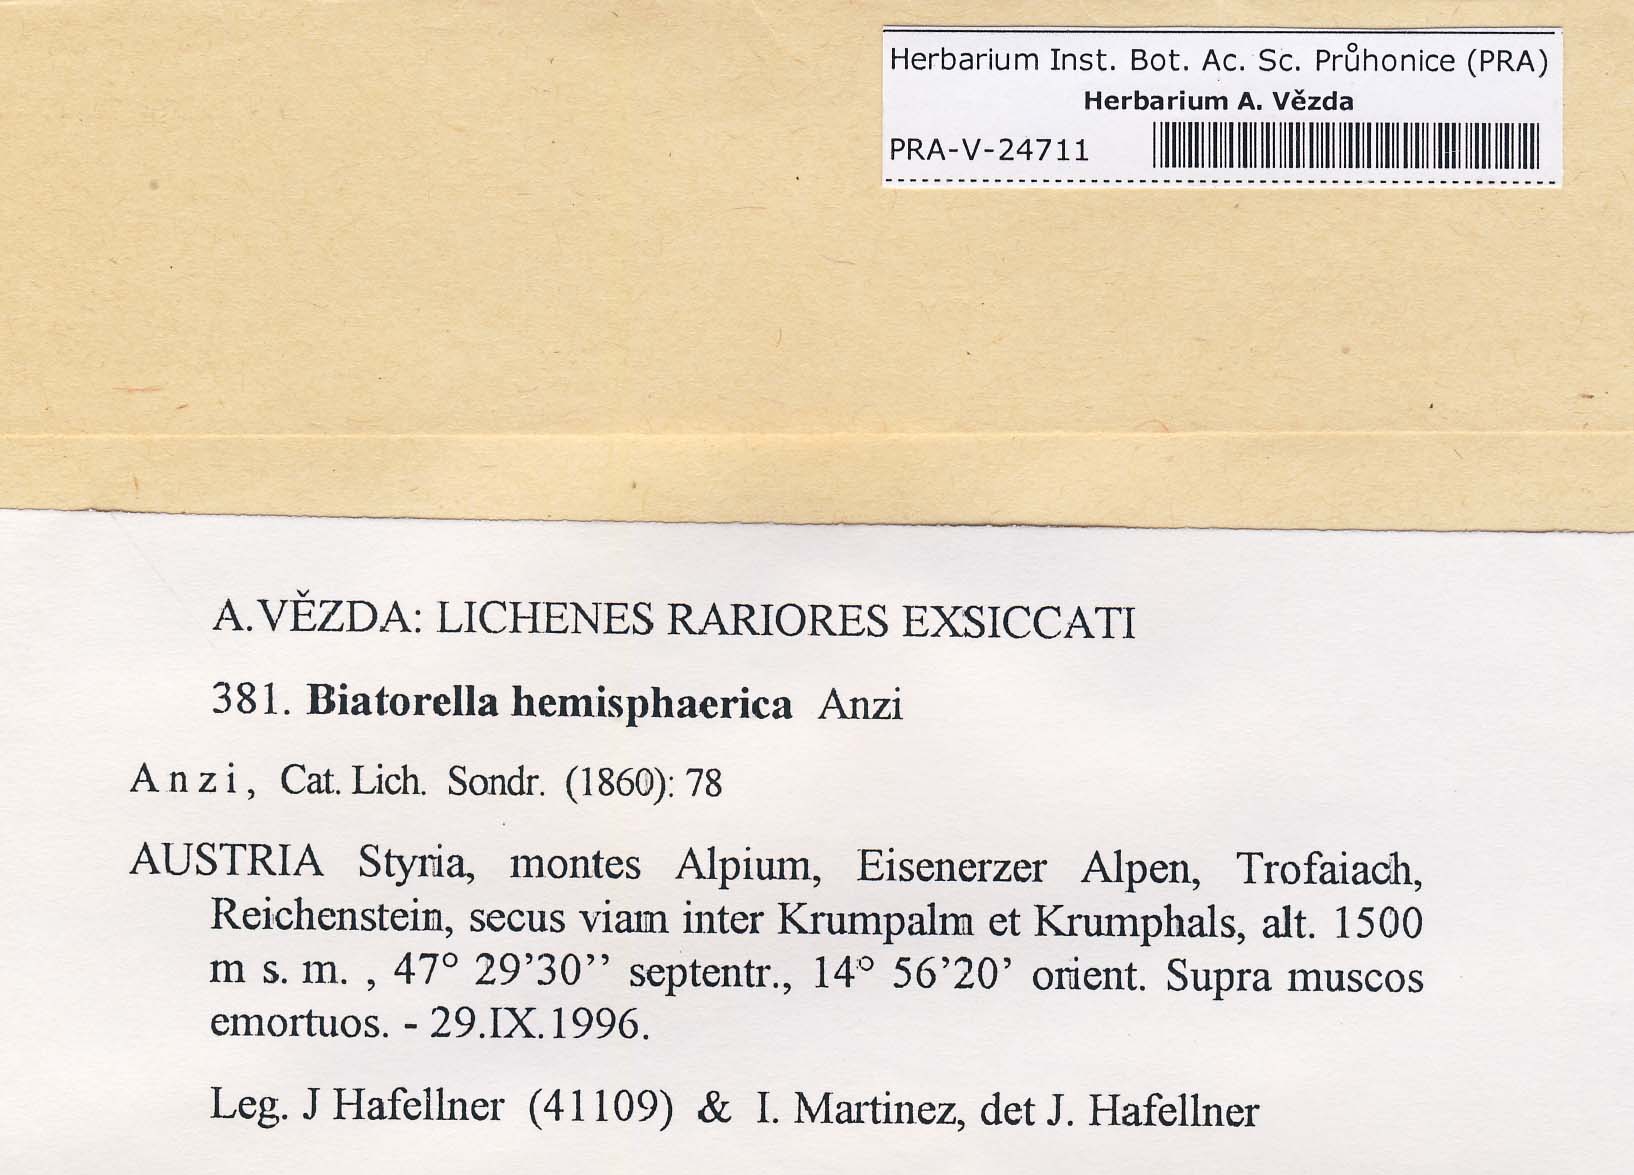 Herbarium Inst. Bot. Ac. Sc. Průhonice (PRA)
Herbarium A. Vězda
PRA-V-24711
A.VĚZDA: LICHENES RARIORES EXSICCATI
381. Biatorella hemisphaerica Anzi
Anzi, Cat. Lich. Sondr. (1860): 78
AUSTRIA Styria, montes Alpium, Eisenerzer Alpen, Trofaiach,
Reichenstein, secus viam inter Krumpalm et Krumphals, alt. 1500
m s. m. , 47° 29’30’’ septentr., 14° 56’20’ orient. Supra muscos
emortuos. - 29.IX.1996.
Leg. J Hafellner (41109) & I. Martinez, det J. Hafellner